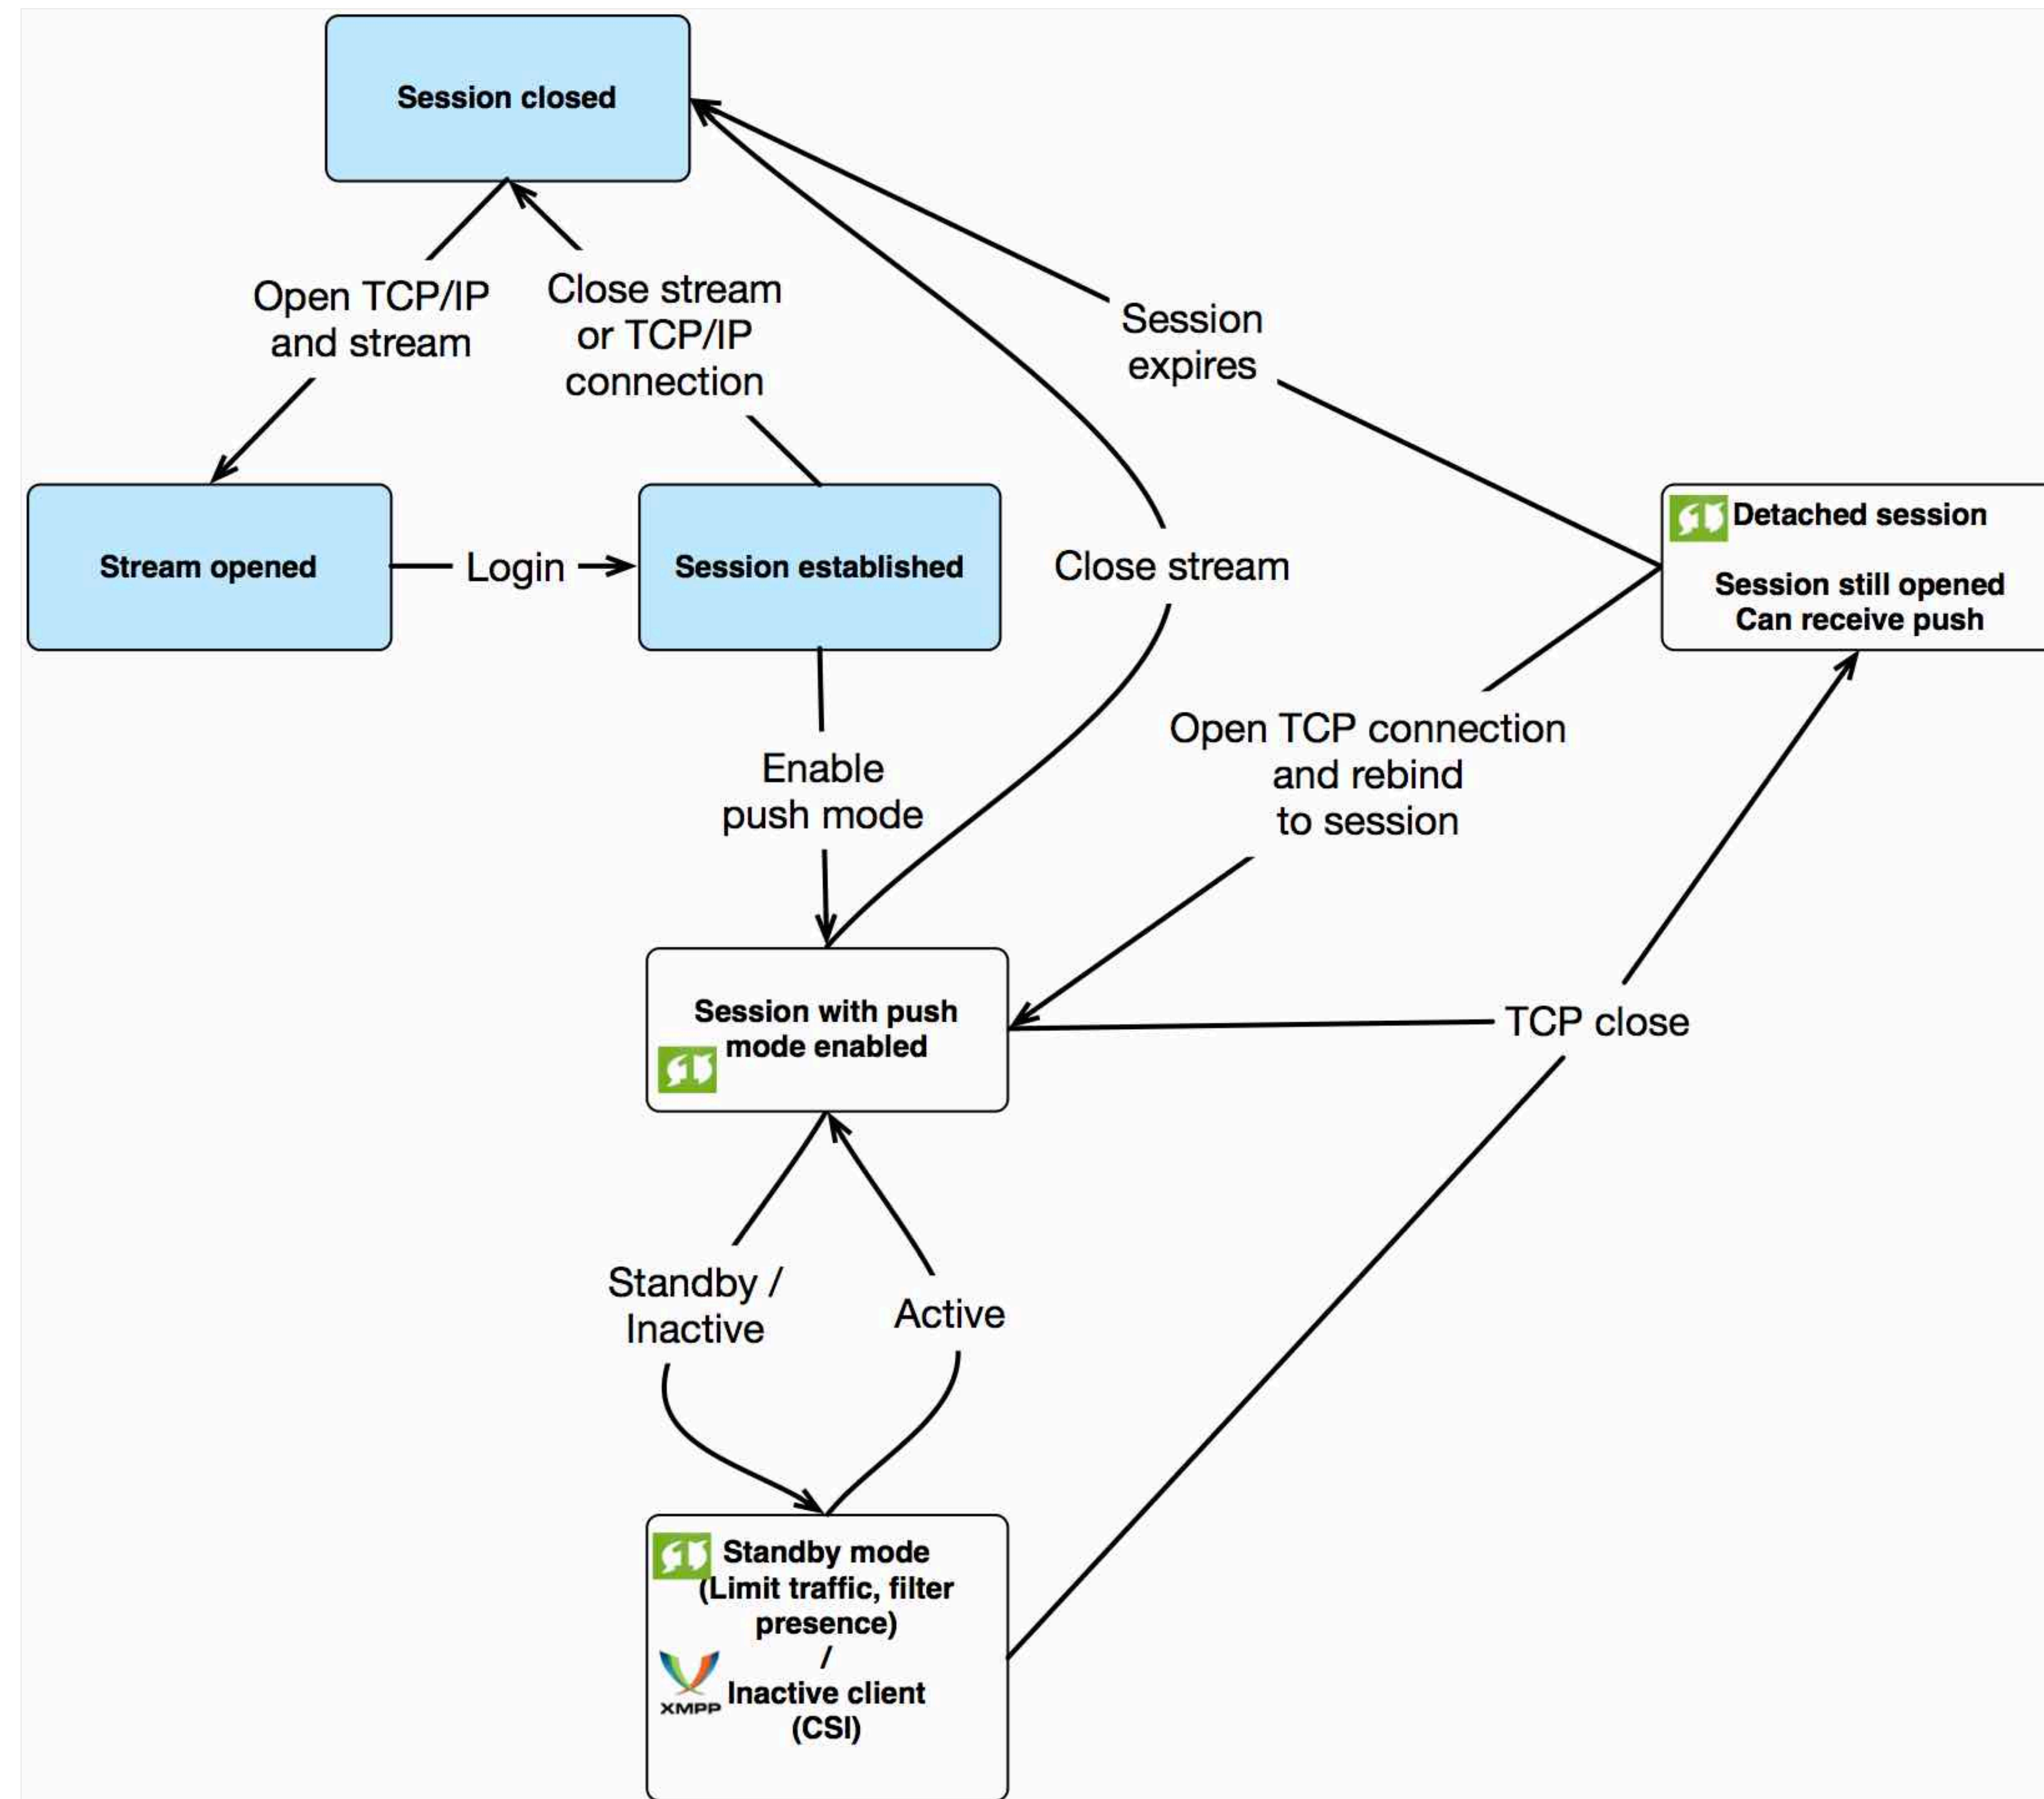 Session closed
Open TCP/IP
and stream
Close stream
or TCP/IP
connection
Session
expires
Stream opened
Login
Session established
Close stream
Detached session
Session still opened
Can receive push
Enable
push mode
Open TCP connection
and rebind
to session
Session with push
mode enabled
TCP close
Standby /
Inactive
Active
Standby mode
(Limit traffic, filter
presence)
/
XMPP
Inactive client
(CSI)